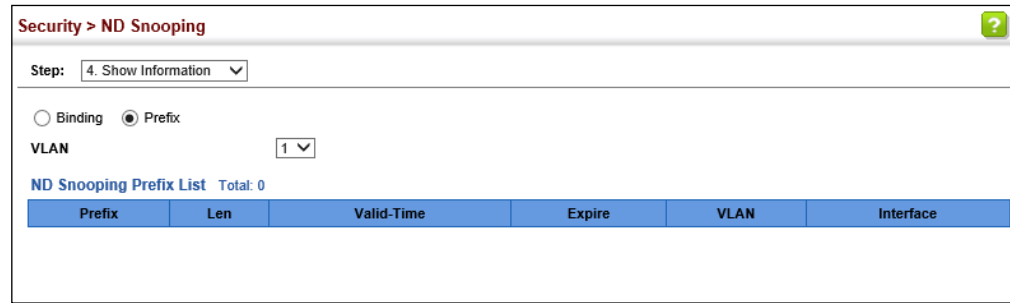 Security > ND Snooping
?
Step: 4. Show Information
Binding Prefix
VLAN 1
ND Snooping Prefix List Total: 0
Prefix Len Valid-Time Expire VLAN Interface